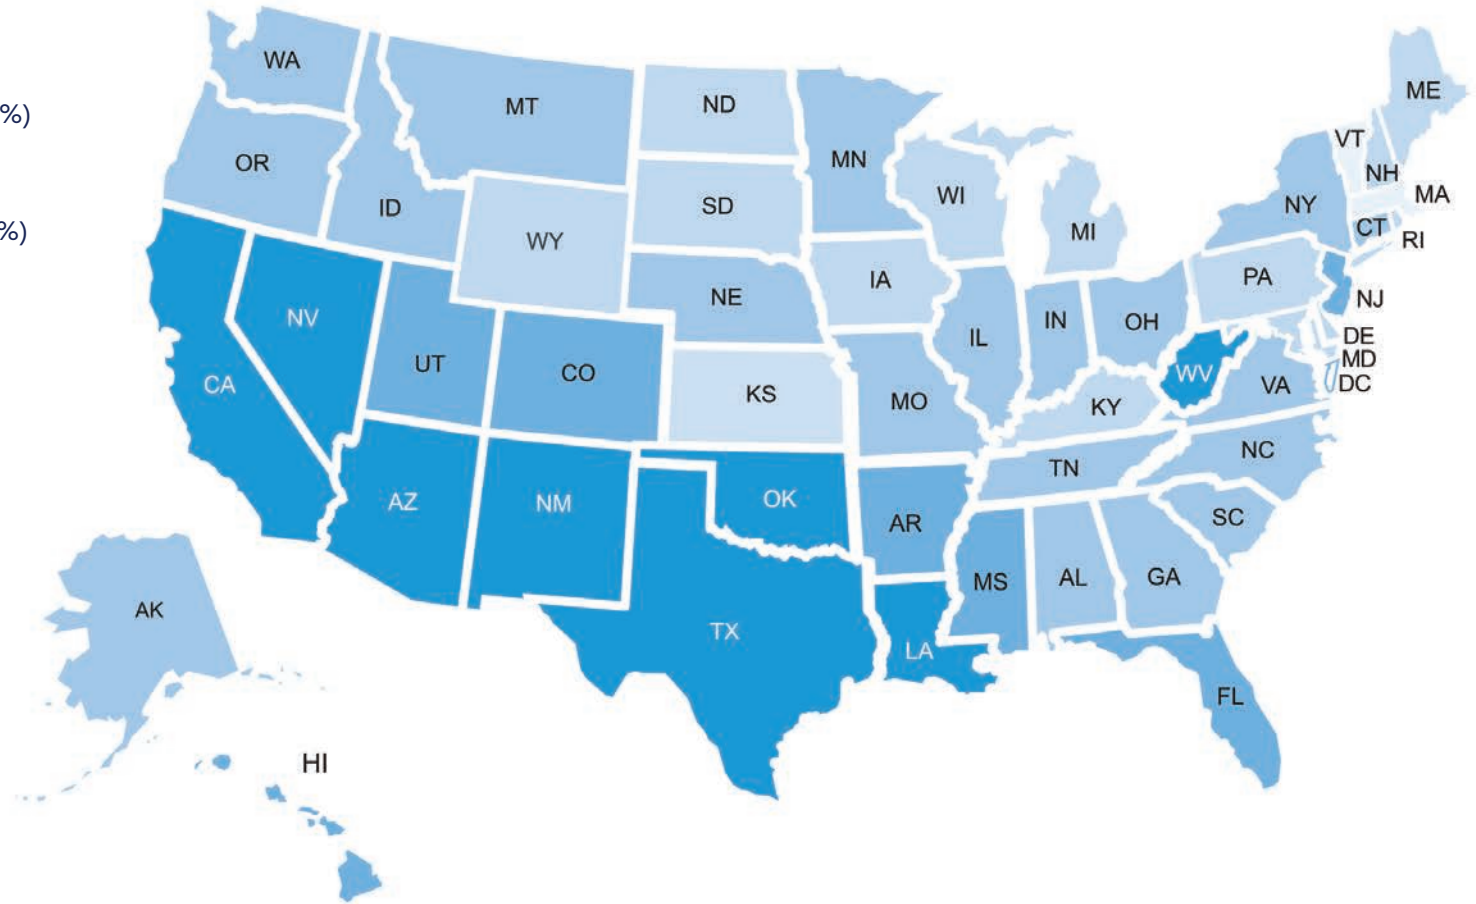 %)
%)
WA
MT
ND
MN
ME
VT
OR
ID
WY
SD
WI
MI
NY
NH
MA
CT
RI
NV
UT
CO
NE
IA
IL
IN
OH
PA
NJ
DE
MD
DC
CA
KS
MO
KY
WV
VA
AZ
NM
OK
AR
TN
NC
SC
TX
LA
MS
AL
GA
FL
AK
HI